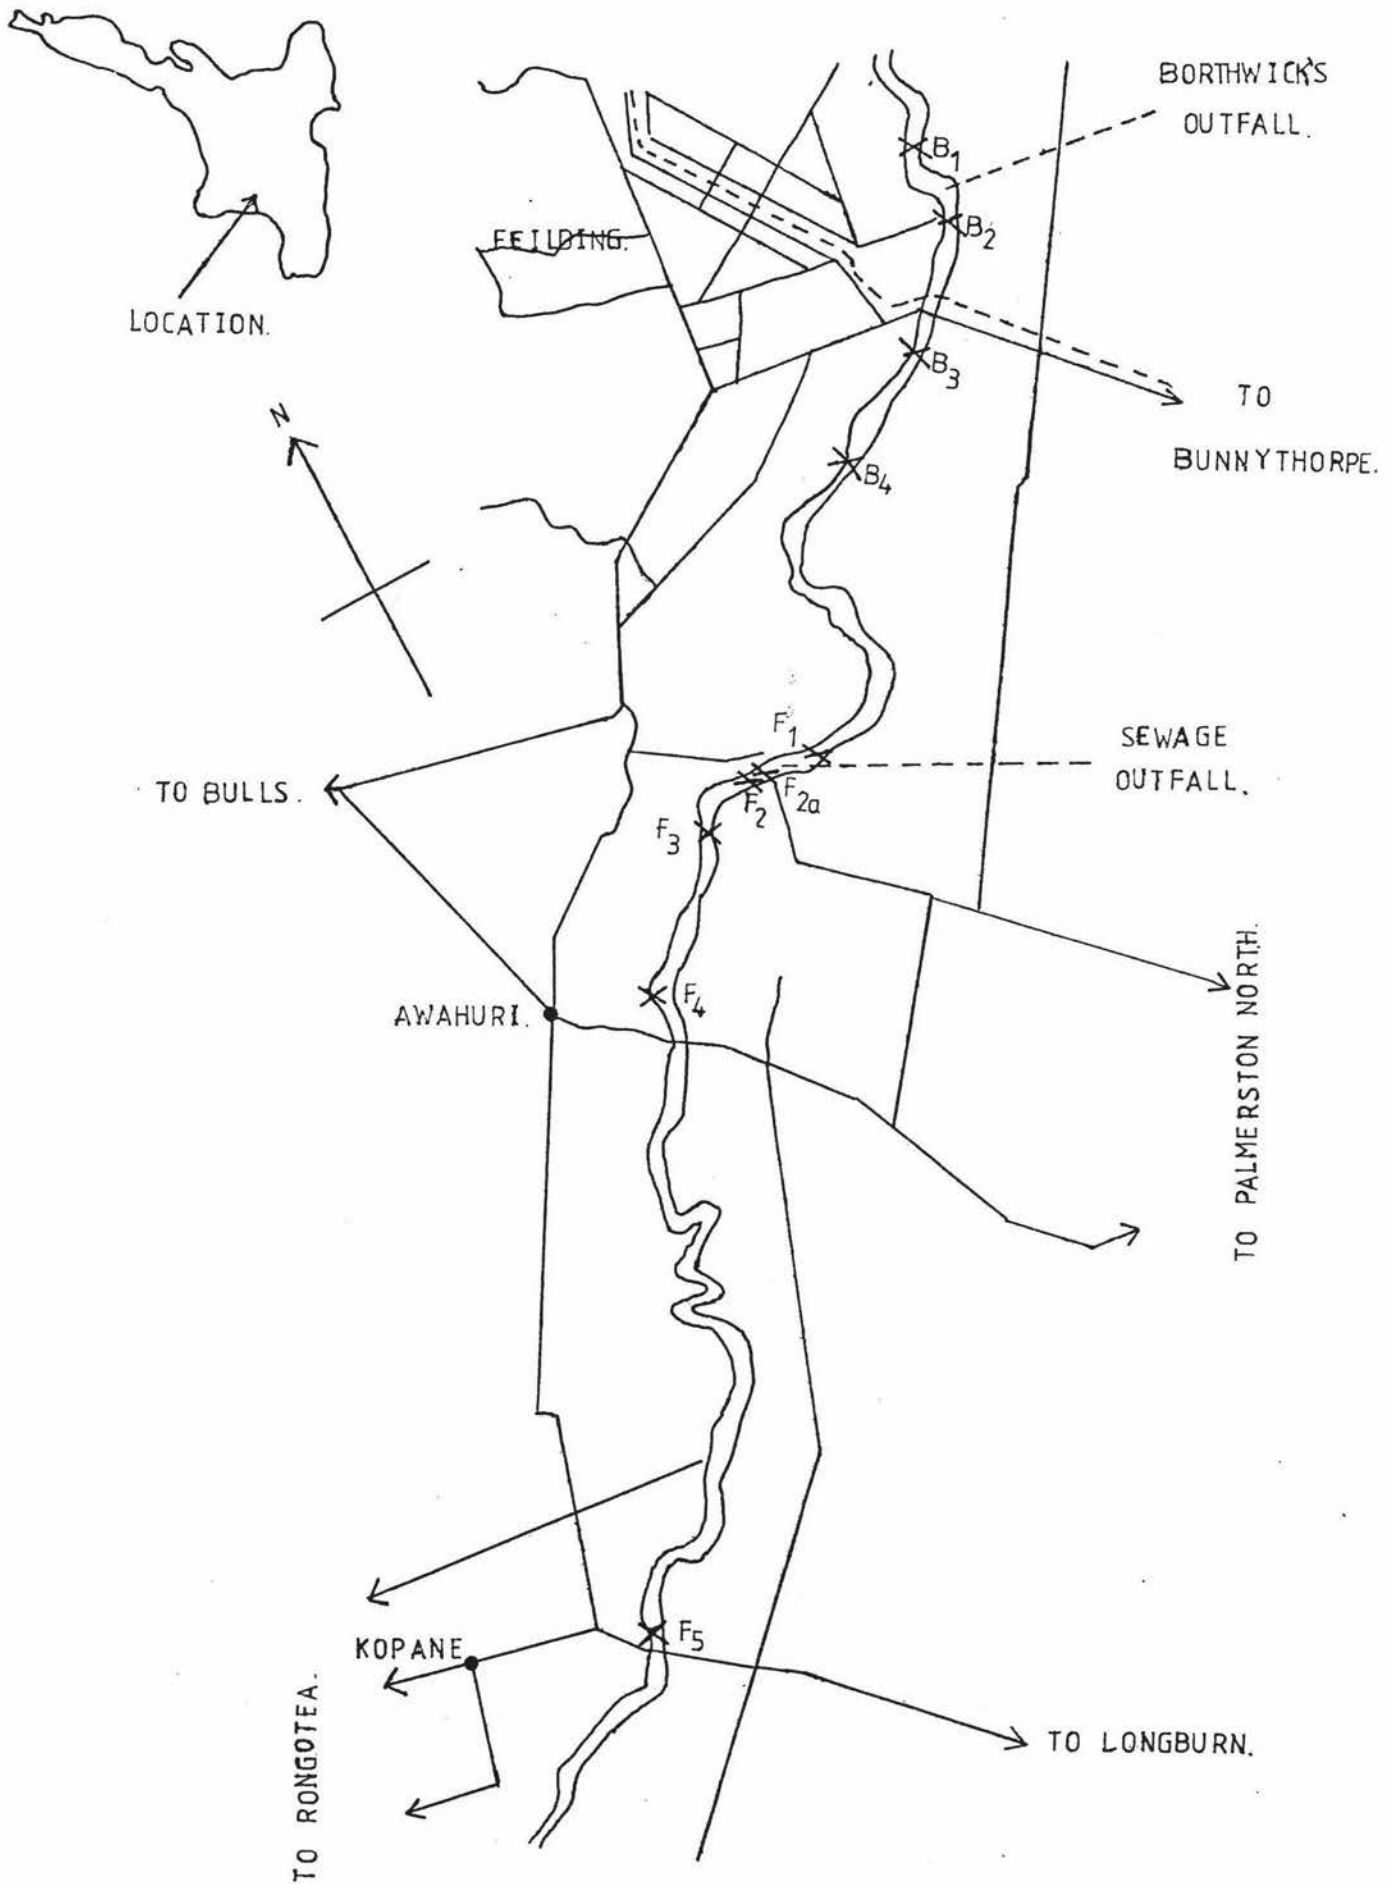 BORTHWICK'S
OUTFALL.
B1
B2
FEILDING.
LOCATION.
B3
TO
BUNNYTHORPE.
N
B4
F1
SEWAGE
OUTFALL.
TO BULLS.
F2
F2a
F3
F4
AWAHURI.
TO PALMERSTON NORTH.
F5
KOPANE
TO RONGOTEA.
TO LONGBURN.